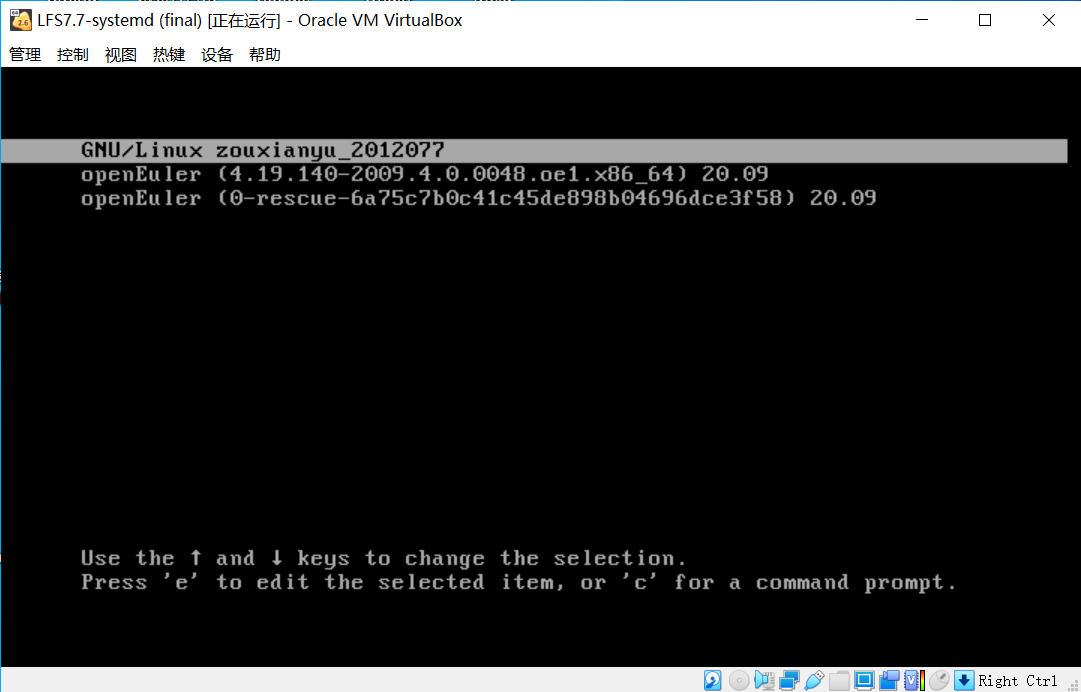 LFS7.7-systemd (final) [正在运行] - Oracle VM VirtualBox
管理 控制 视图 热键 设备 帮助
GNU/Linux zouxianyu_2012077
openEuler (4.19.140-2009.4.0.0048.oe1.x86_64) 20.09
openEuler (0-rescue-6a75c7b0c41c45de898b04696dce3f58) 20.09
Use the ↑ and ↓ keys to change the selection.
Press 'e' to edit the selected item, or 'c' for a command prompt.
Right Ctrl